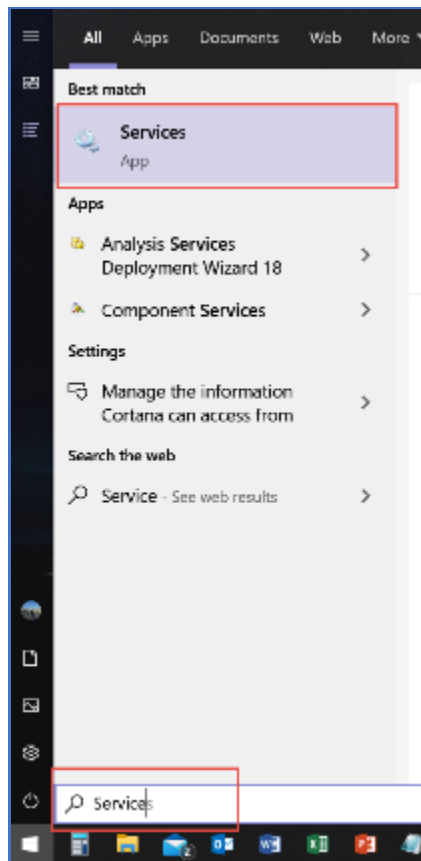 All Apps Documents Web More
Best match
Services
App
Apps
Analysis Services
Deployment Wizard 18
Component Services
Settings
Manage the information
Cortana can access from
Search the web
Service - See web results
Services